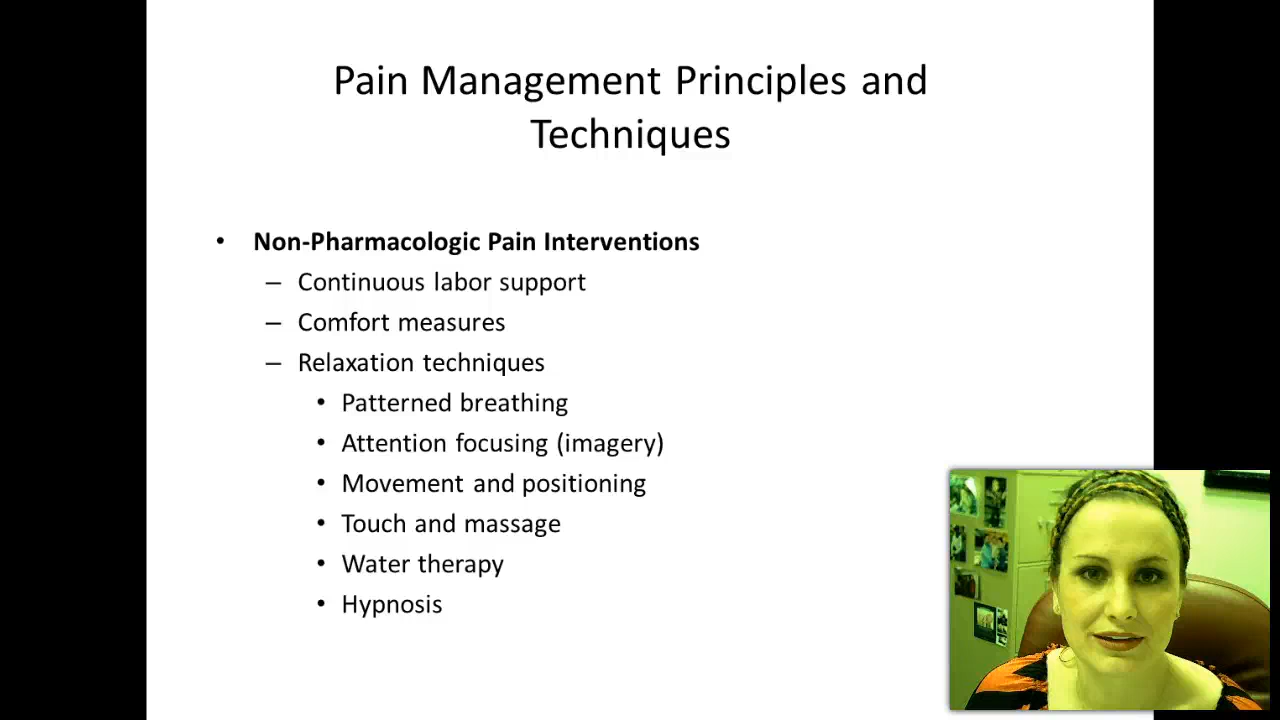 Pain Management Principles and
Techniques
• Non-Pharmacologic Pain Interventions
– Continuous labor support
– Comfort measures
– Relaxation techniques
• Patterned breathing
• Attention focusing (imagery)
• Movement and positioning
• Touch and massage
• Water therapy
• Hypnosis